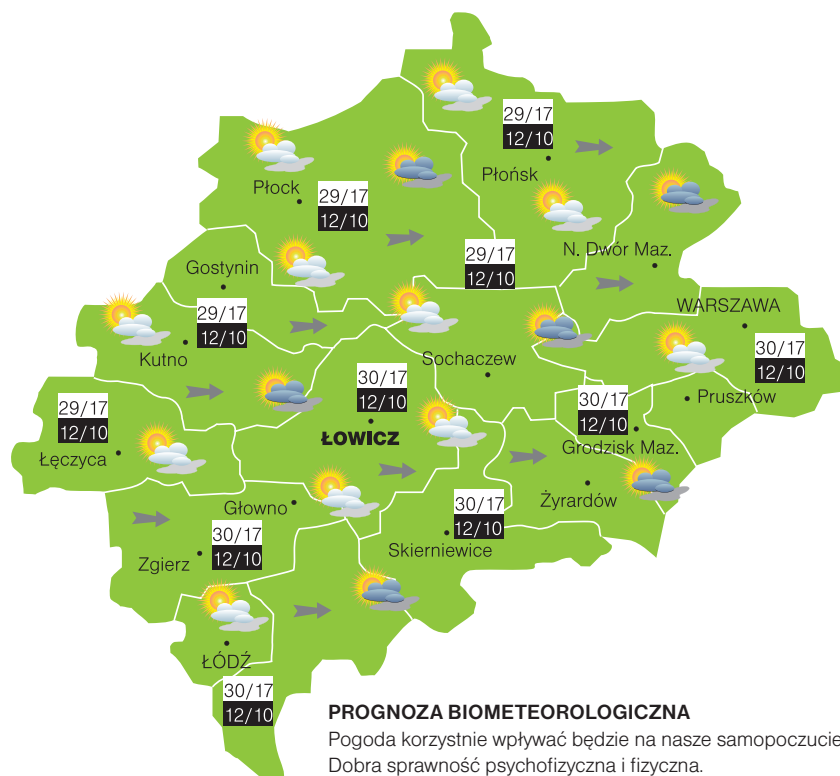 29/17
12/10
Płońsk
Płock
29/17
12/10
29/17
12/10
N. Dwór Maz.
Gostynin
WARSZAWA
29/17
12/10
Kutno
Sochaczew
30/17
12/10
30/17
12/10
ŁOWICZ
30/17
12/10
Pruszków
Grodzisk Maz.
29/17
12/10
Łęczyca
Głowno
Żyrardów
30/17
12/10
Skierniewice
30/17
12/10
Zgierz
ŁÓDŹ
30/17
12/10
PROGNOZA BIOMETEOROLOGICZNA
Pogoda korzystnie wpływać będzie na nasze samopoczucie
Dobra sprawność psychofizyczna i fizyczna.